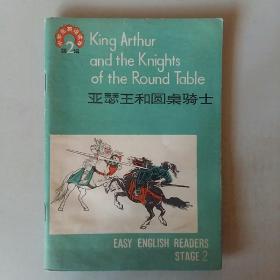 King Arthur
and the Knights
of the Round Table
亚瑟王和圆桌骑士
EASY ENGLISH READERS
STAGE 2
2